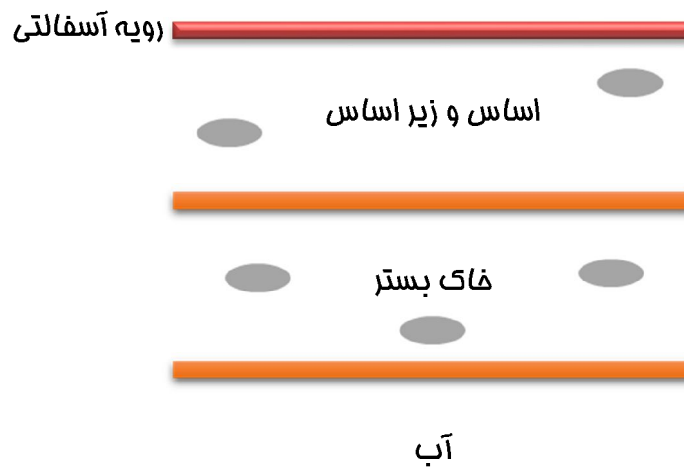 رویه آسفالتی
اساس و زیر اساس
خاک بستر
آب